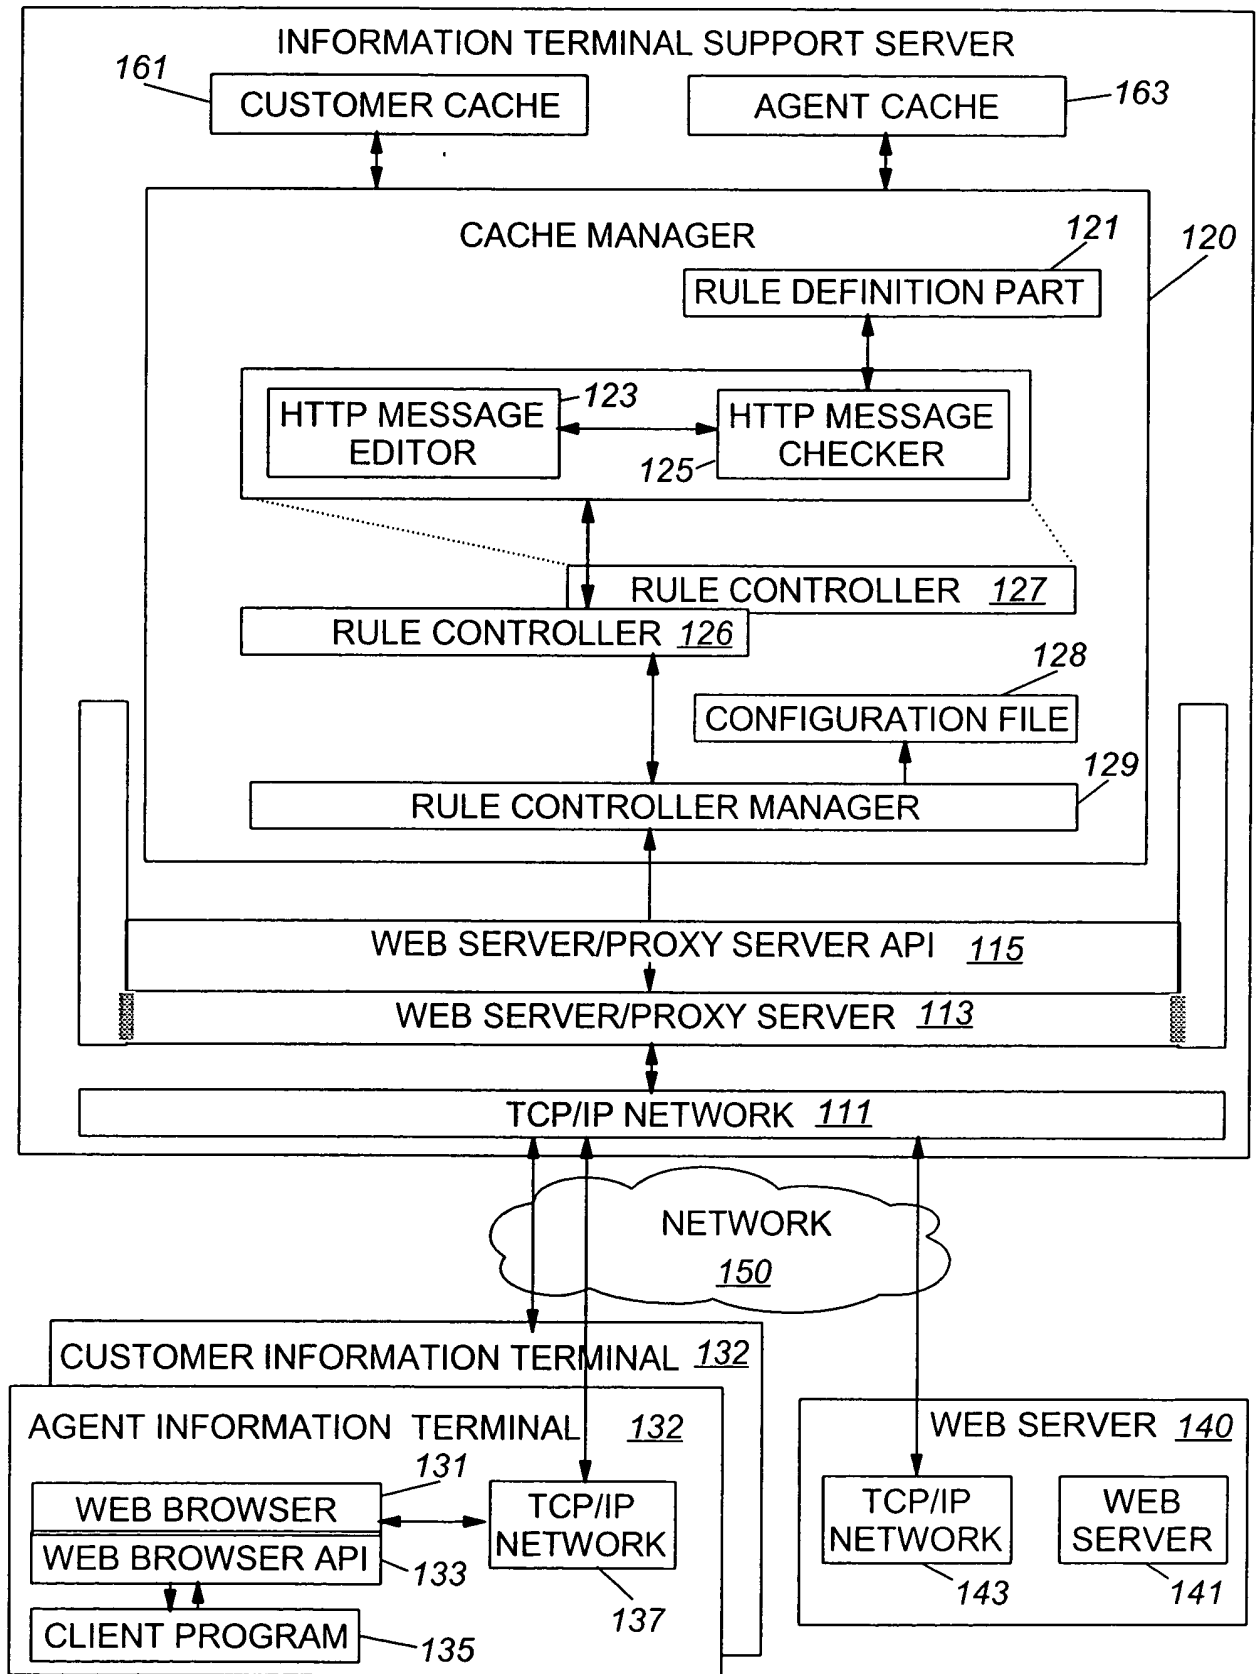 INFORMATION TERMINAL SUPPORT SERVER
161
CUSTOMER CACHE
AGENT CACHE
163
CACHE MANAGER
121
120
RULE DEFINITION PART
HTTP MESSAGE
EDITOR
123
HTTP MESSAGE
CHECKER
125
RULE CONTROLLER 127
RULE CONTROLLER 126
128
CONFIGURATION FILE
129
RULE CONTROLLER MANAGER
WEB SERVER/PROXY SERVER API 115
WEB SERVER/PROXY SERVER 113
TCP/IP NETWORK 111
NETWORK
150
CUSTOMER INFORMATION TERMINAL 132
AGENT INFORMATION TERMINAL 132
131
WEB BROWSER
WEB BROWSER API
133
CLIENT PROGRAM
135
TCP/IP
NETWORK
137
WEB SERVER 140
TCP/IP
NETWORK
143
WEB
SERVER
141